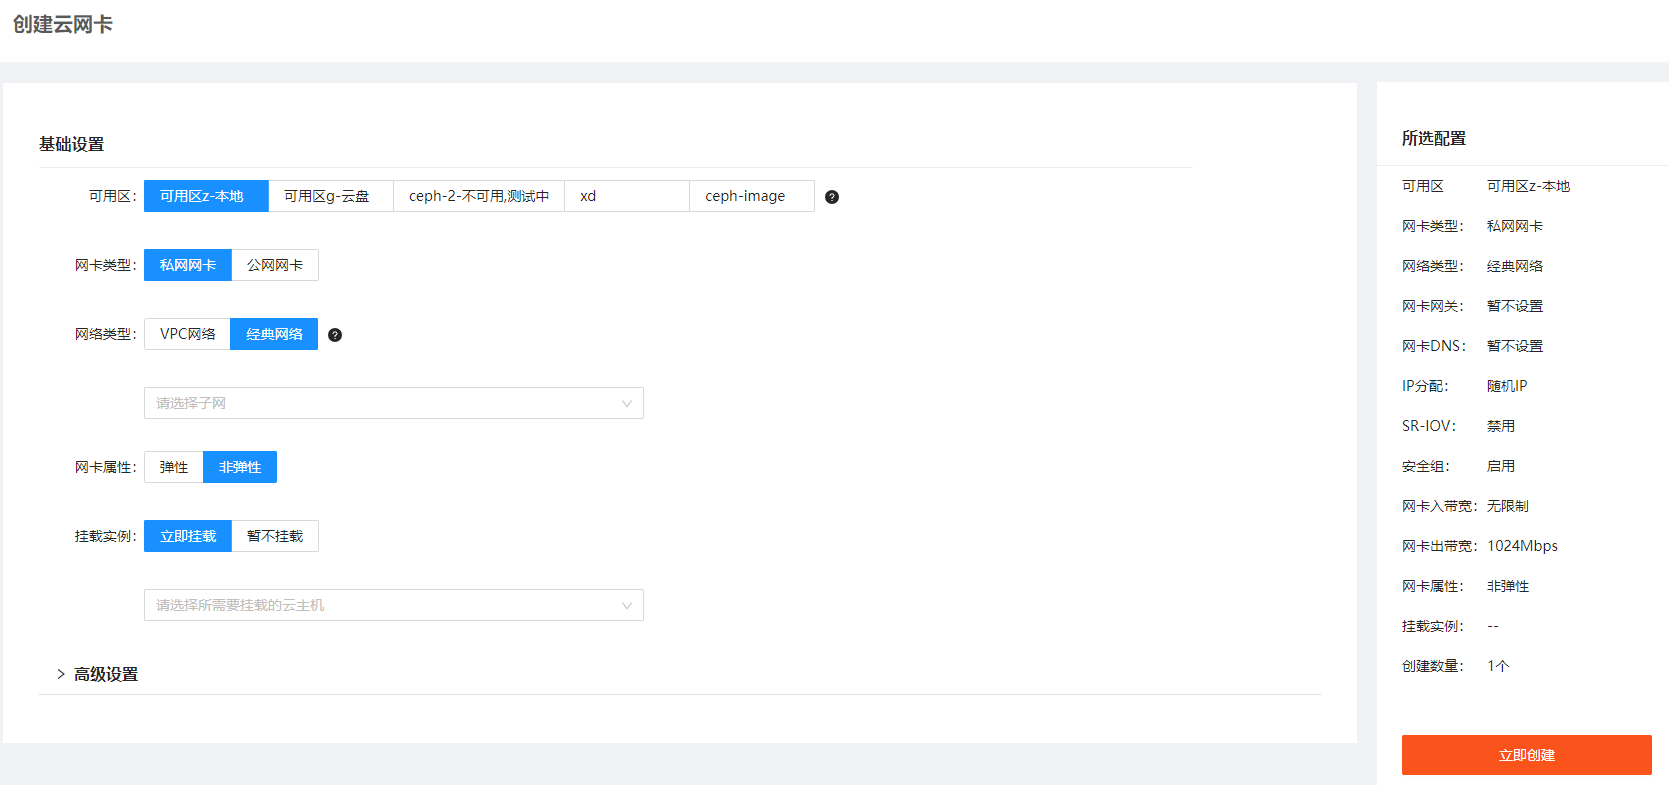 创建云网卡
基础设置
可用区: 可用区z-本地 可用区g-云盘 ceph-2-不可用,测试中 xd ceph-image ?
网卡类型: 私网网卡 公网网卡
网络类型: VPC网络 经典网络 ?
请选择子网
网卡属性: 弹性 非弹性
挂载实例: 立即挂载 暂不挂载
请选择所需要挂载的云主机
高级设置
所选配置
可用区 可用区z-本地
网卡类型: 私网网卡
网络类型: 经典网络
网卡网关: 暂不设置
网卡DNS: 暂不设置
IP分配: 随机IP
SR-IOV: 禁用
安全组: 启用
网卡入带宽: 无限制
网卡出带宽: 1024Mbps
网卡属性: 非弹性
挂载实例: --
创建数量: 1个
立即创建